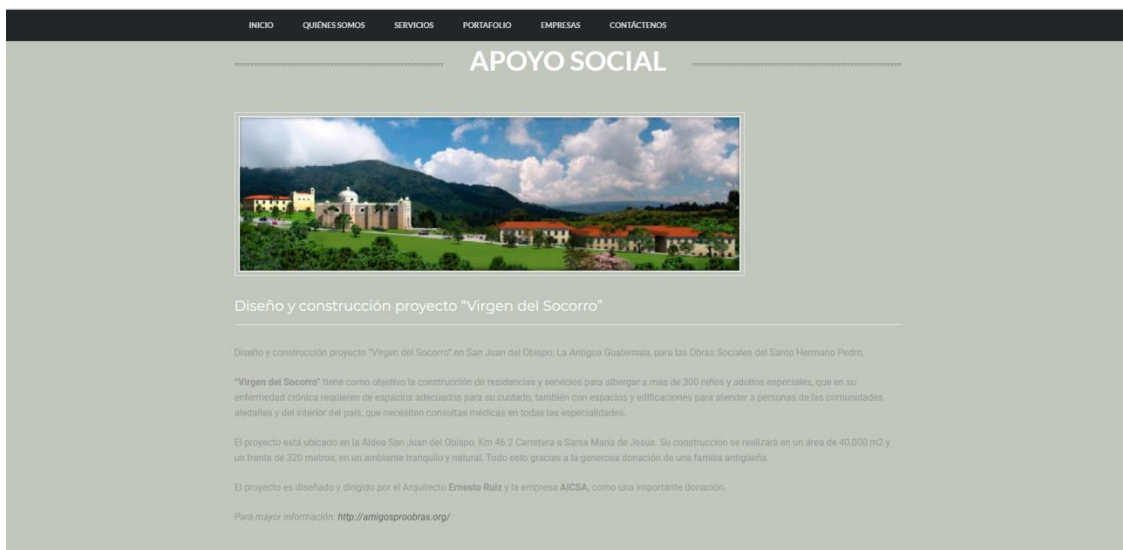 INICIO QUIÉNES SOMOS SERVICIOS PORTAFOLIO EMPRESAS CONTÁCTENOS
APOYO SOCIAL
Diseño y construcción proyecto “Virgen del Socorro”
Diseño y construcción proyecto “Virgen del Socorro” en San Juan del Obispo, La Antigua Guatemala, para las Obras Sociales del Santo Hermano Pedro.
“Virgen del Socorro” tiene como objetivo la construcción de residencias y servicios para albergar a más de 300 niños y adultos especiales, que en su
enfermedad crónica requieren de espacios adecuados para su cuidado, también con espacios y edificaciones para atender a personas de las comunidades
aledañas y del interior del país, que necesiten consultas médicas en todas las especialidades.
El proyecto está ubicado en la Aldea San Juan del Obispo, Km 46.2 Carretera a Santa María de Jesús. Su construcción se realizará en un área de 40,000 m2 y
un frente de 320 metros, en un ambiente tranquilo y natural. Todo esto gracias a la generosa donación de una familia antigüeña.
El proyecto es diseñado y dirigido por el Arquitecto Ernesto Ruiz y la empresa AICSA, como una importante donación.
Para mayor información: http://amigosproobras.org/